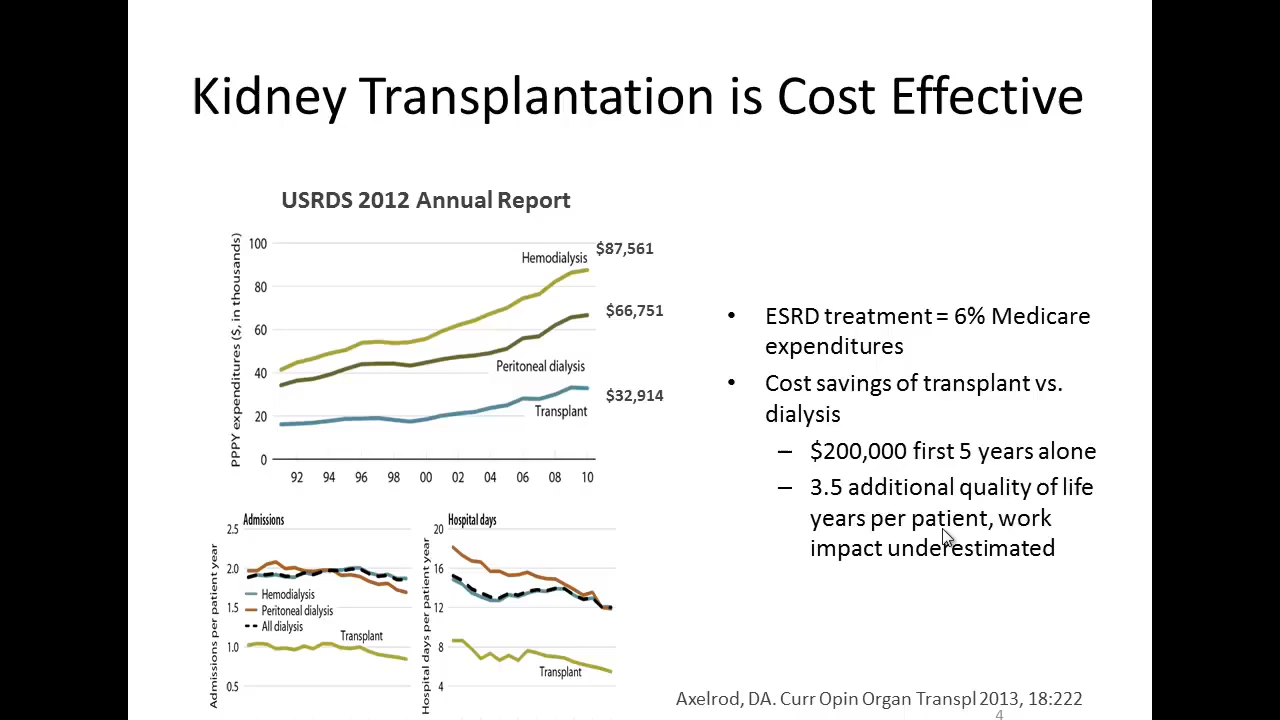 Kidney Transplantation is Cost Effective
USRDS 2012 Annual Report
PPPY expenditures ($, in thousands)
100
80
60
40
20
0
Hemodialysis
$87,561
$66,751
Peritoneal dialysis
$32,914
Transplant
92 94 96 98 00 02 04 06 08 10
Admissions
Admissions per patient year
2.5
2.0
1.5
1.0
0.5
Hemodialysis
Peritoneal dialysis
All dialysis
Transplant
Hospital days
Hospital days per patient year
20
16
12
8
4
Transplant
• ESRD treatment = 6% Medicare
expenditures
• Cost savings of transplant vs.
dialysis
– $200,000 first 5 years alone
– 3.5 additional quality of life
years per patient, work
impact underestimated
Axelrod, DA. Curr Opin Organ Transpl 2013, 18:222
4